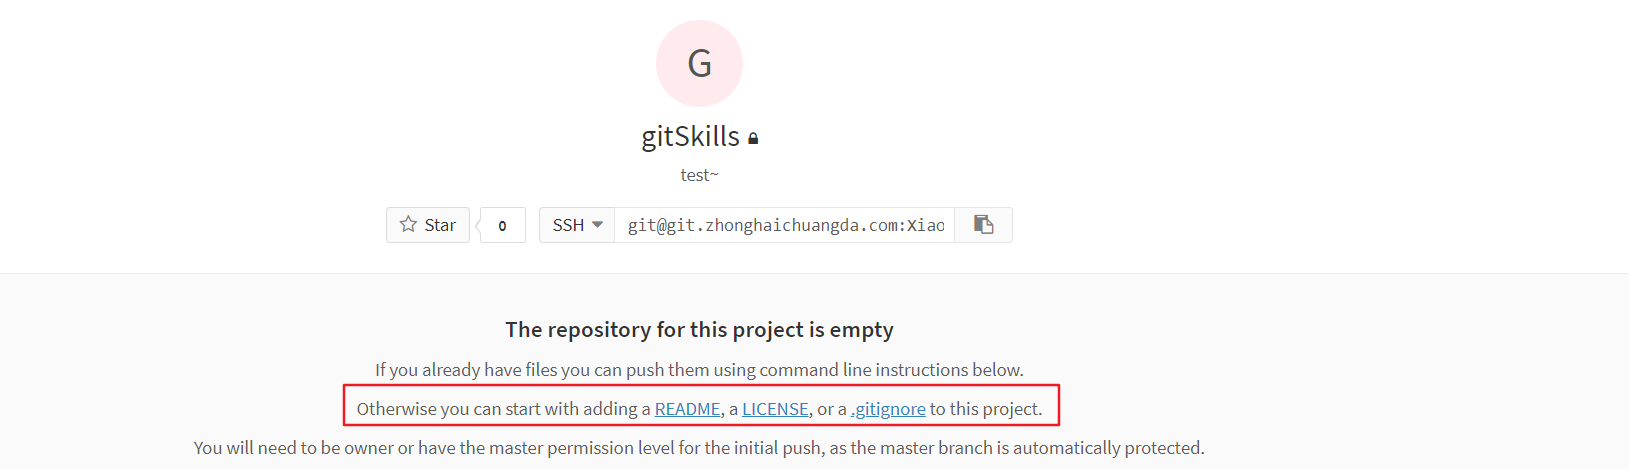 G
gitSkills
test~
Star 0 SSH git@git.zhonghaichuangda.com:Xiao
The repository for this project is empty
If you already have files you can push them using command line instructions below.
Otherwise you can start with adding a README, a LICENSE, or a .gitignore to this project.
You will need to be owner or have the master permission level for the initial push, as the master branch is automatically protected.